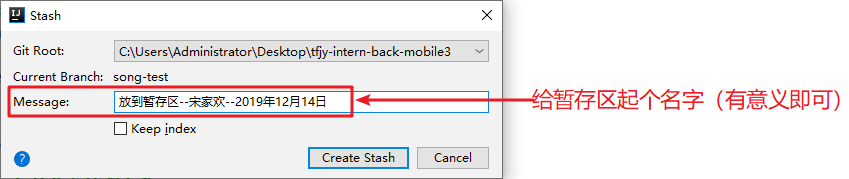 Stash
Git Root: C:\Users\Administrator\Desktop\tfjy-intern-back-mobile3
Current Branch: song-test
Message: 放到暂存区--宋家欢--2019年12月14日
给暂存区起个名字（有意义即可）
Keep index
? Create Stash Cancel